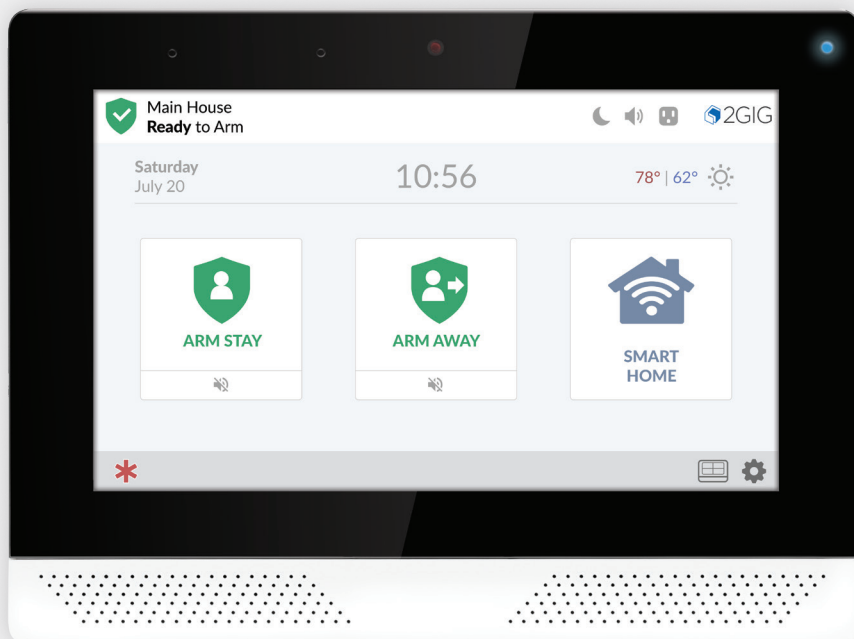 Main House
Ready to Arm
2GIG
Saturday
July 20
10:56
78° | 62°
ARM STAY
ARM AWAY
SMART
HOME